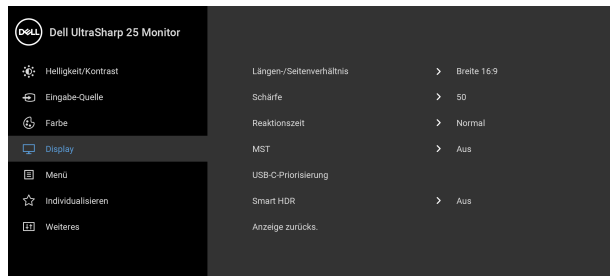 DELL
Dell UltraSharp 25 Monitor
Helligkeit/Kontrast
Eingabe-Quelle
Farbe
Display
Menü
Individualisieren
Weiteres
Längen-/Seitenverhältnis Breite 16:9
Schärfe 50
Reaktionszeit Normal
MST Aus
USB-C-Priorisierung
Smart HDR Aus
Anzeige zurücks.